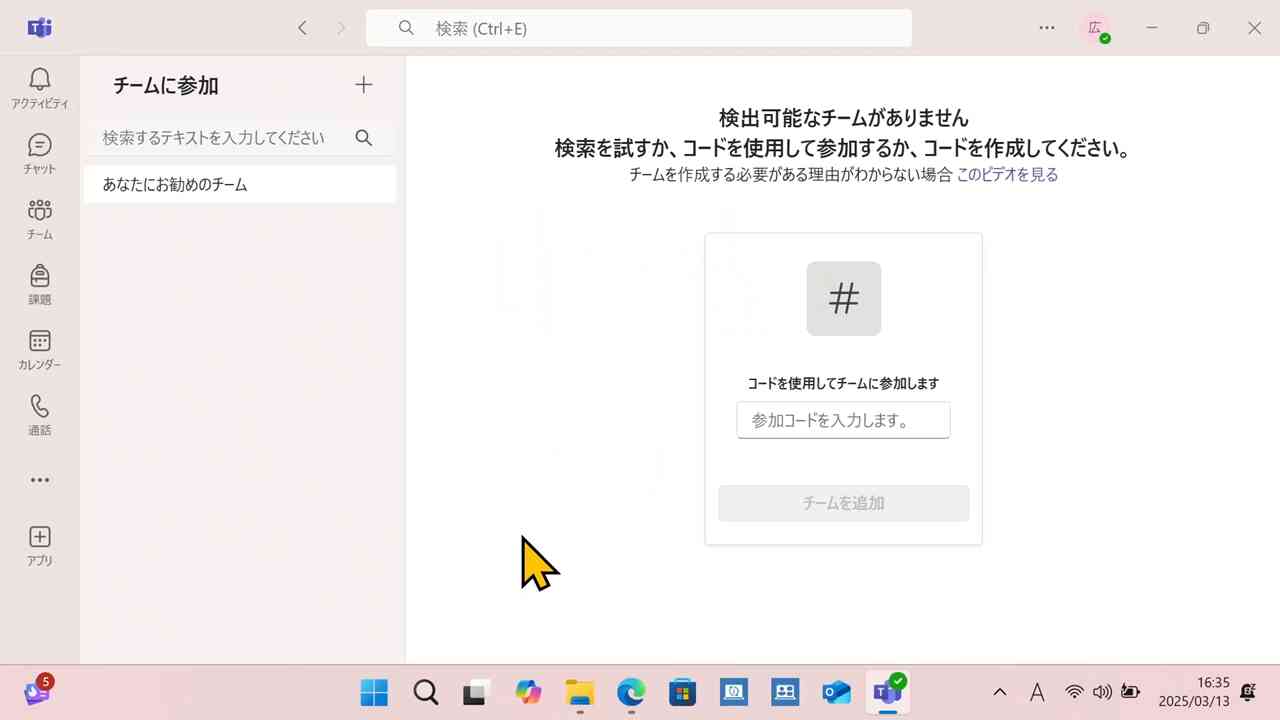 検索 (Ctrl+E)
広
アクティビティ
チャット
チーム
課題
カレンダー
通話
アプリ
チームに参加
検索するテキストを入力してください
あなたにお勧めのチーム
検出可能なチームがありません
検索を試すか、コードを使用して参加するか、コードを作成してください。
チームを作成する必要がある理由がわからない場合 このビデオを見る
#
コードを使用してチームに参加します
参加コードを入力します。
チームを追加
5
A
16:35
2025/03/13